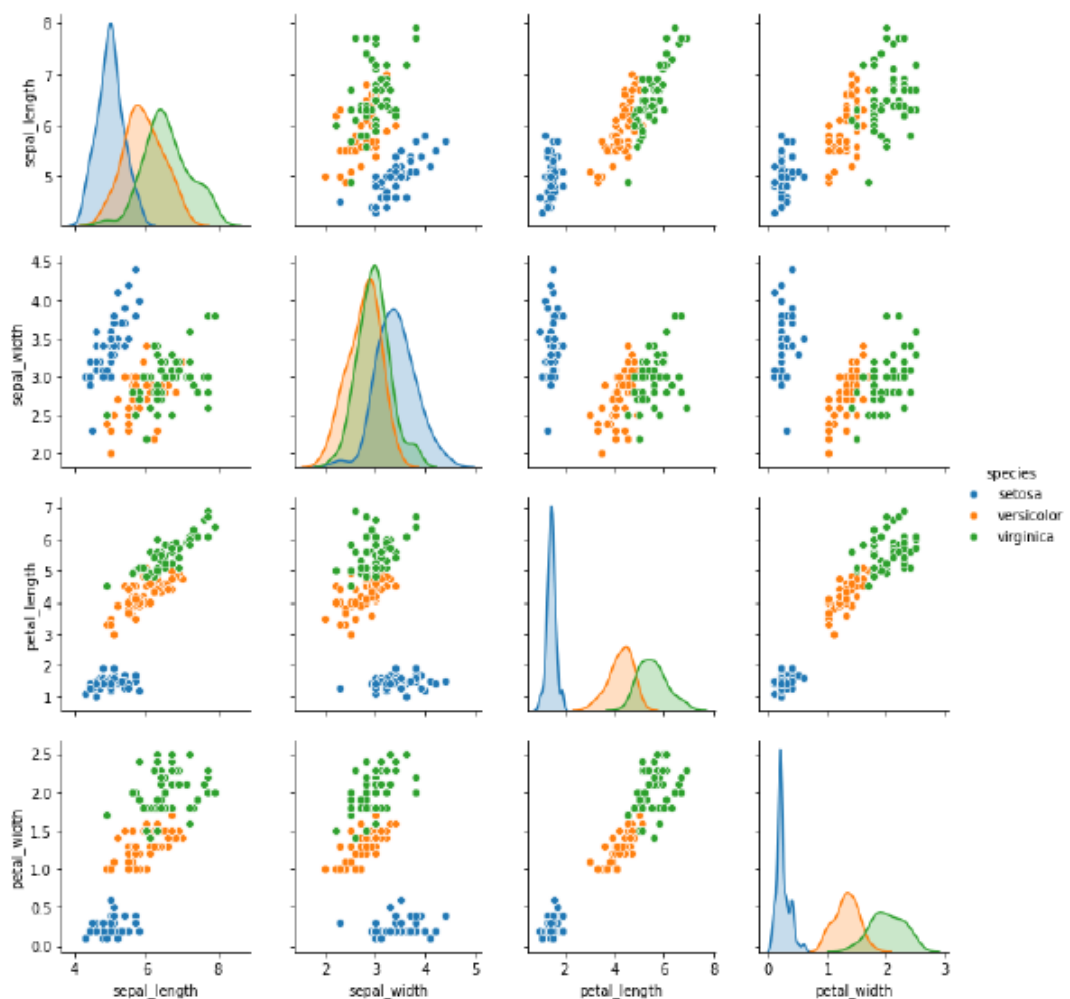 8
7
6
5
sepal_length
4.5
4.0
3.5
3.0
2.5
2.0
sepal_width
species
setosa
versicolor
virginica
7
6
5
4
3
2
1
petal_length
2.5
2.0
1.5
1.0
0.5
0.0
petal_width
4 6 8 2 3 4 5 2 4 6 8 0 1 2 3
sepal_length sepal_width petal_length petal_width